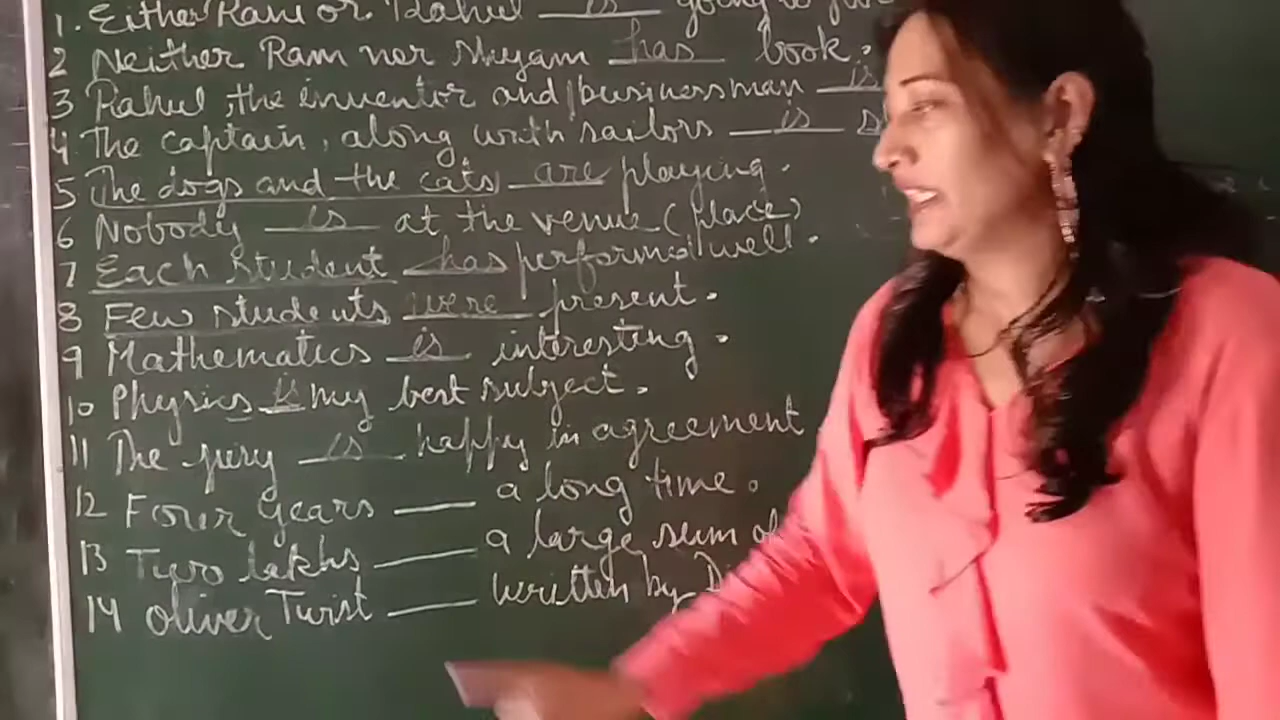 1. Either Ram or Rahul is going to give
2 Neither Ram nor Shyam has book.
3 Rahul, the inventor and businessman is
4 The captain, along with sailors is s
5 The dogs and the cats are playing.
6 Nobody is at the venue (place)
7 Each student has performed well.
8 Few students were present.
9 Mathematics is interesting.
10 Physics is my best subject.
11 The jury is happy in agreement
12 Four years ___ a long time.
13 Two lakhs ___ a large sum of
14 Oliver Twist ___ written by D